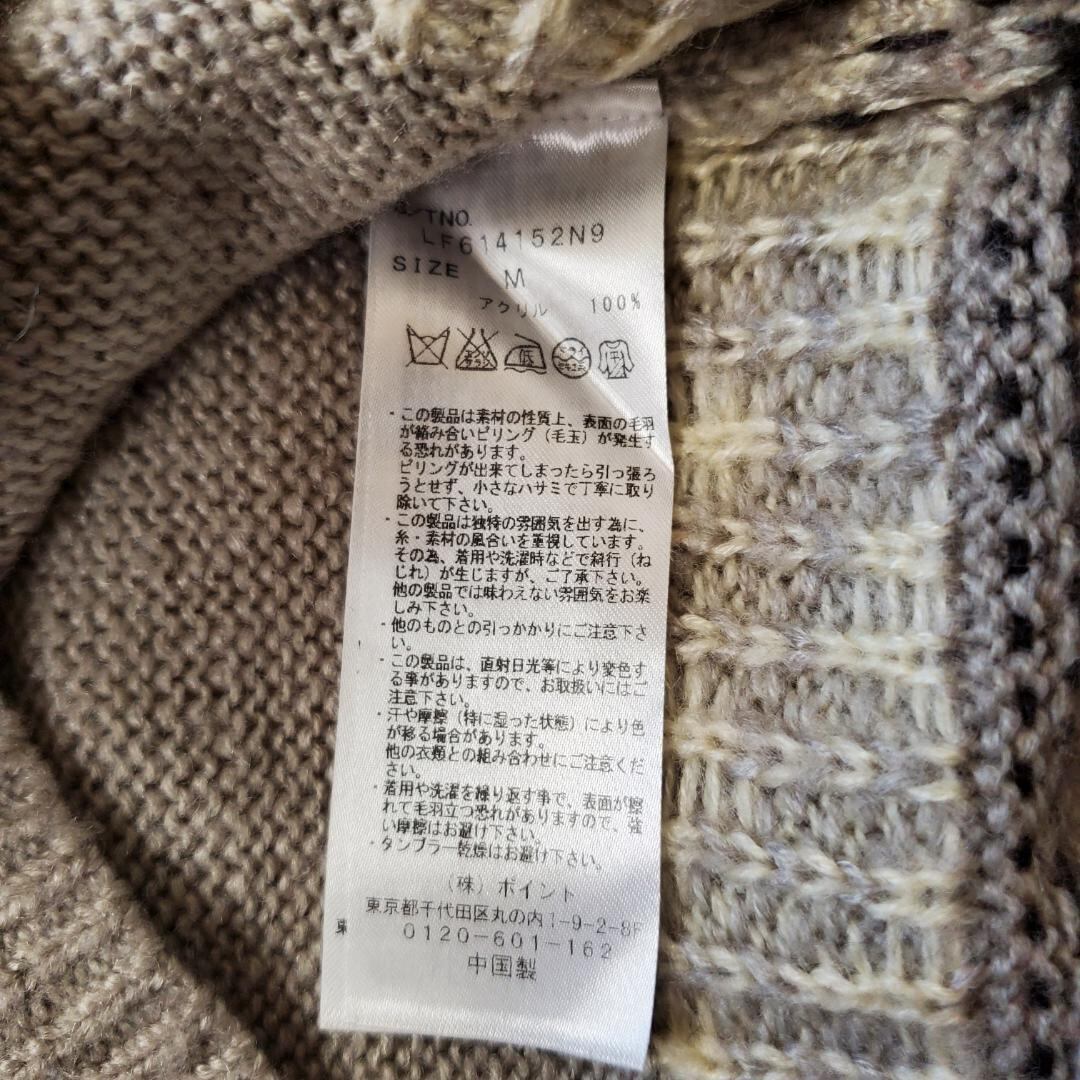 TNO.
LF614152N9
SIZE M
アクリル 100%
低
・この製品は素材の性質上、表面の毛羽
が絡み合いピリング(毛玉)が発生す
る恐れがあります。
ピリングが出来てしまったら引っ張ろ
うとせず、小さなハサミで丁寧に取り
除いて下さい。
・この製品は独特の雰囲気を出す為に、
糸・素材の風合いを重視しています。
その為、着用や洗濯時などで斜行(ね
じれ)が生じますが、ご了承下さい。
他の製品では味わえない雰囲気をお楽
しみ下さい。
・他のものとの引っかかりにご注意下さ
い。
・この製品は、直射日光等により変色す
る事がありますので、お取扱いにはご
注意下さい。
・汗や摩擦(特に湿った状態)により色
が移る場合があります。
他の衣類との組み合わせにご注意くだ
さい。
・着用や洗濯を繰り返す事で、表面が擦
れて毛羽立つ恐れがありますので、強
い摩擦はお避け下さい。
・タンブラー乾燥はお避け下さい。
(株)ポイント
東京都千代田区丸の内1-9-2-8F
0120-601-162
中国製
東